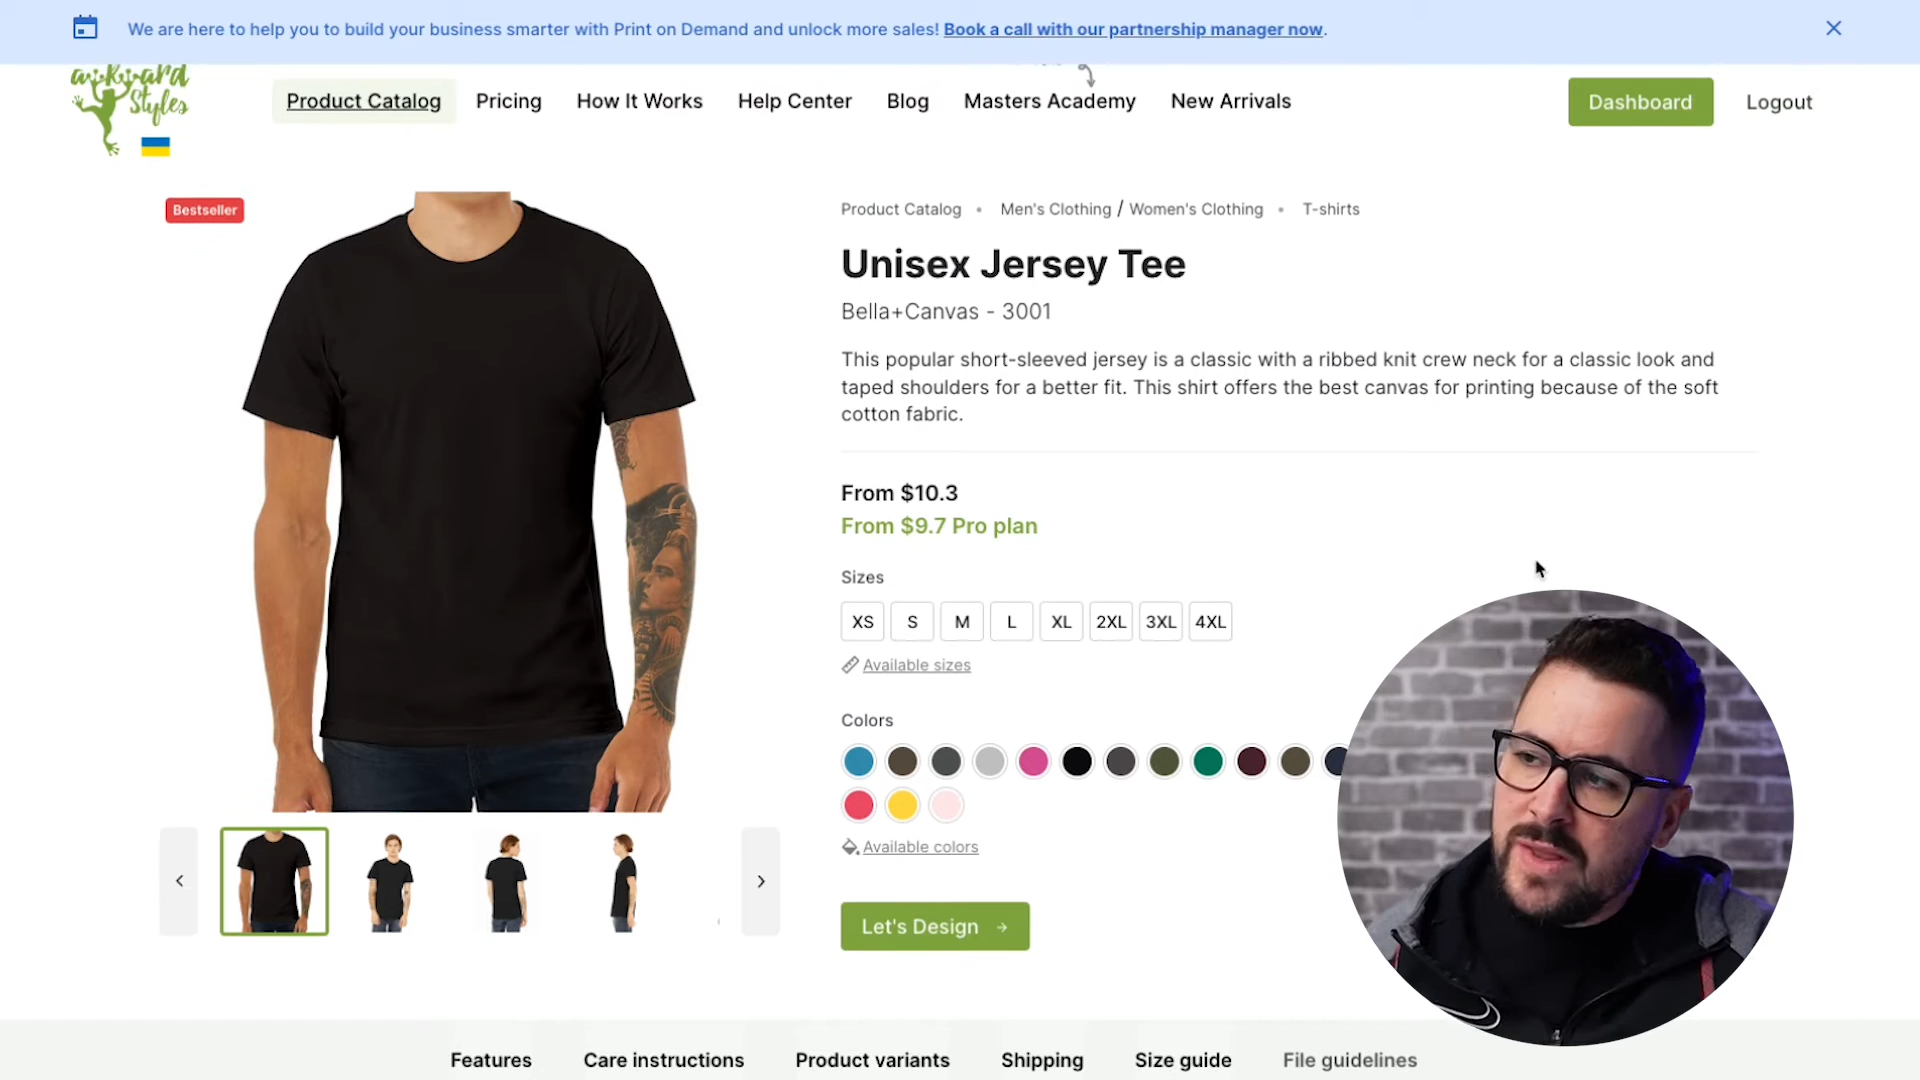 We are here to help you to build your business smarter with Print on Demand and unlock more sales! Book a call with our partnership manager now.
awkward
Styles
Product Catalog
Pricing
How It Works
Help Center
Blog
Masters Academy
New Arrivals
Dashboard
Logout
Bestseller
Product Catalog • Men's Clothing / Women's Clothing • T-shirts
Unisex Jersey Tee
Bella+Canvas - 3001
This popular short-sleeved jersey is a classic with a ribbed knit crew neck for a classic look and
taped shoulders for a better fit. This shirt offers the best canvas for printing because of the soft
cotton fabric.
From $10.3
From $9.7 Pro plan
Sizes
XS S M L XL 2XL 3XL 4XL
Available sizes
Colors
Available colors
Let's Design →
Features
Care instructions
Product variants
Shipping
Size guide
File guidelines